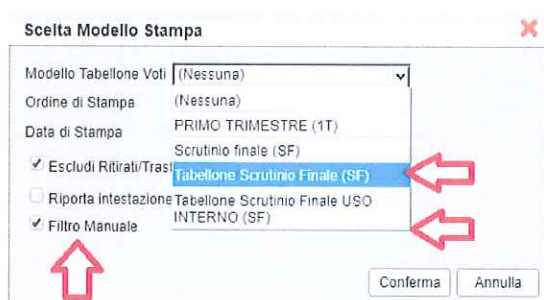 Scelta Modello Stampa
Modello Tabellone Voti (Nessuna)
Ordine di Stampa (Nessuna)
Data di Stampa PRIMO TRIMESTRE (1T)
Scrutinio finale (SF)
Escludi Ritirati/Trast Tabellone Scrutinio Finale (SF)
Riporta intestazione Tabellone Scrutinio Finale USO
INTERNO (SF)
Filtro Manuale
Conferma Annulla